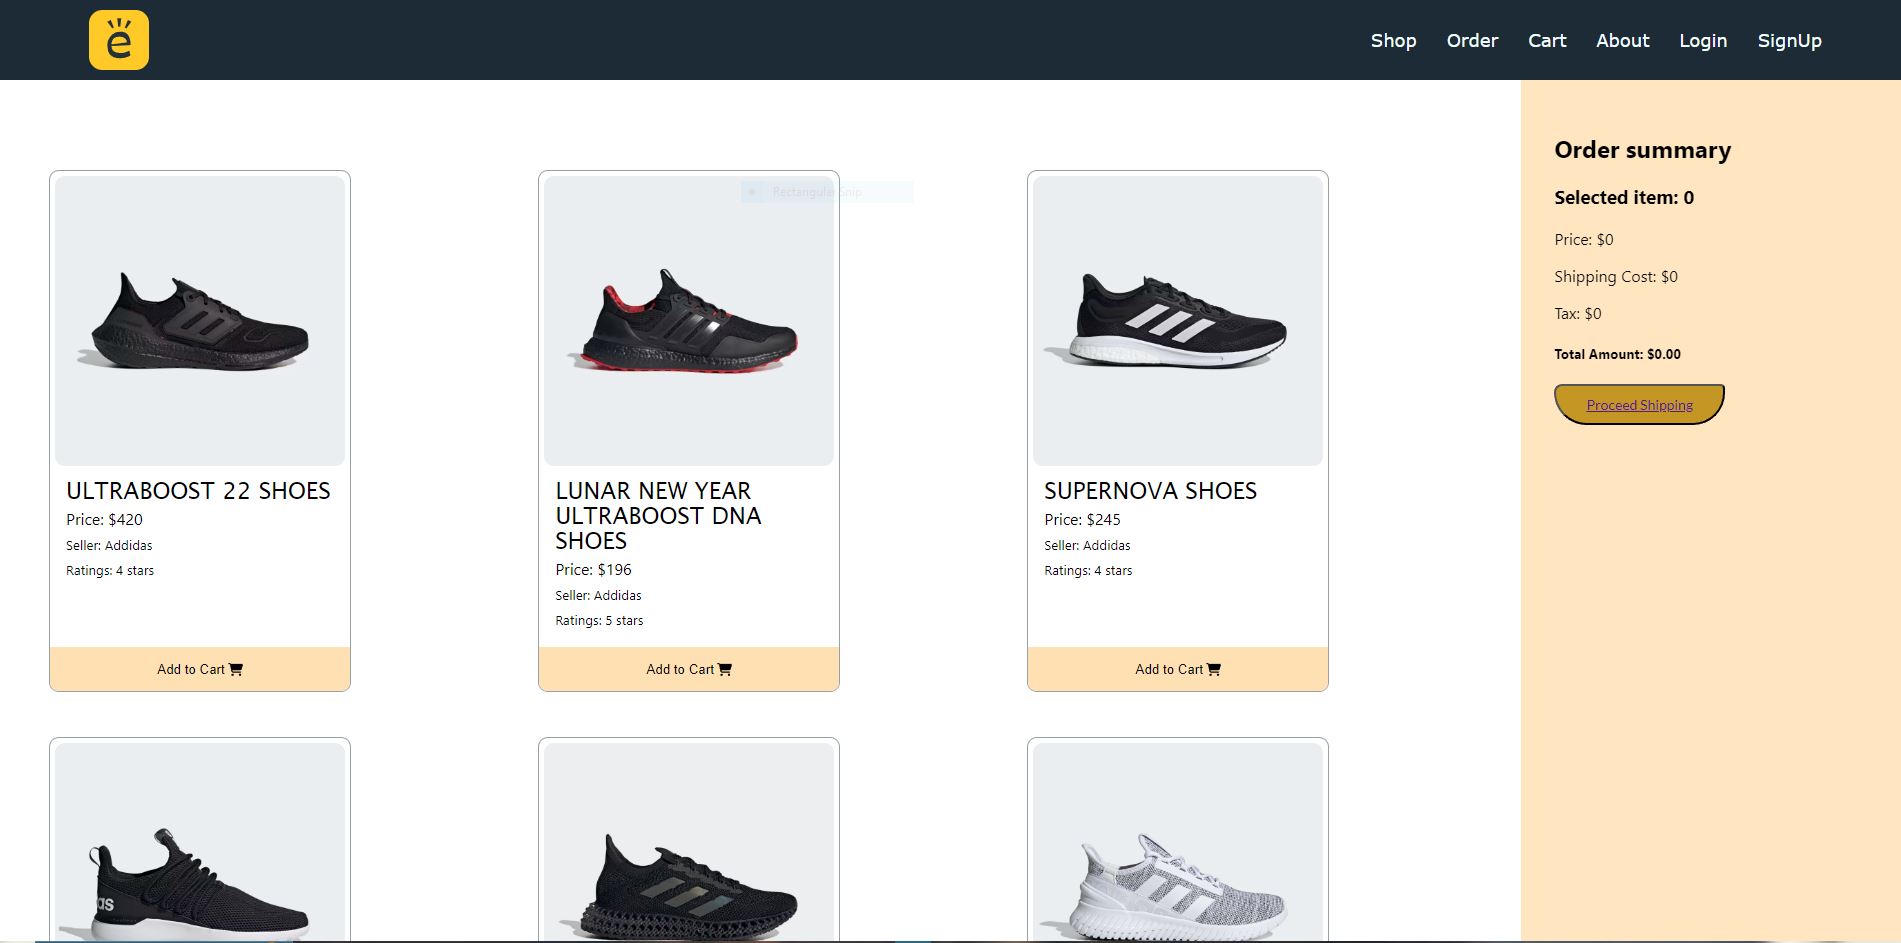 e
Shop Order Cart About Login SignUp
Rectangular Snip
ULTRABOOST 22 SHOES
Price: $420
Seller: Addidas
Ratings: 4 stars
Add to Cart
LUNAR NEW YEAR
ULTRABOOST DNA
SHOES
Price: $196
Seller: Addidas
Ratings: 5 stars
Add to Cart
SUPERNOVA SHOES
Price: $245
Seller: Addidas
Ratings: 4 stars
Add to Cart
as
Order summary
Selected item: 0
Price: $0
Shipping Cost: $0
Tax: $0
Total Amount: $0.00
Proceed Shipping